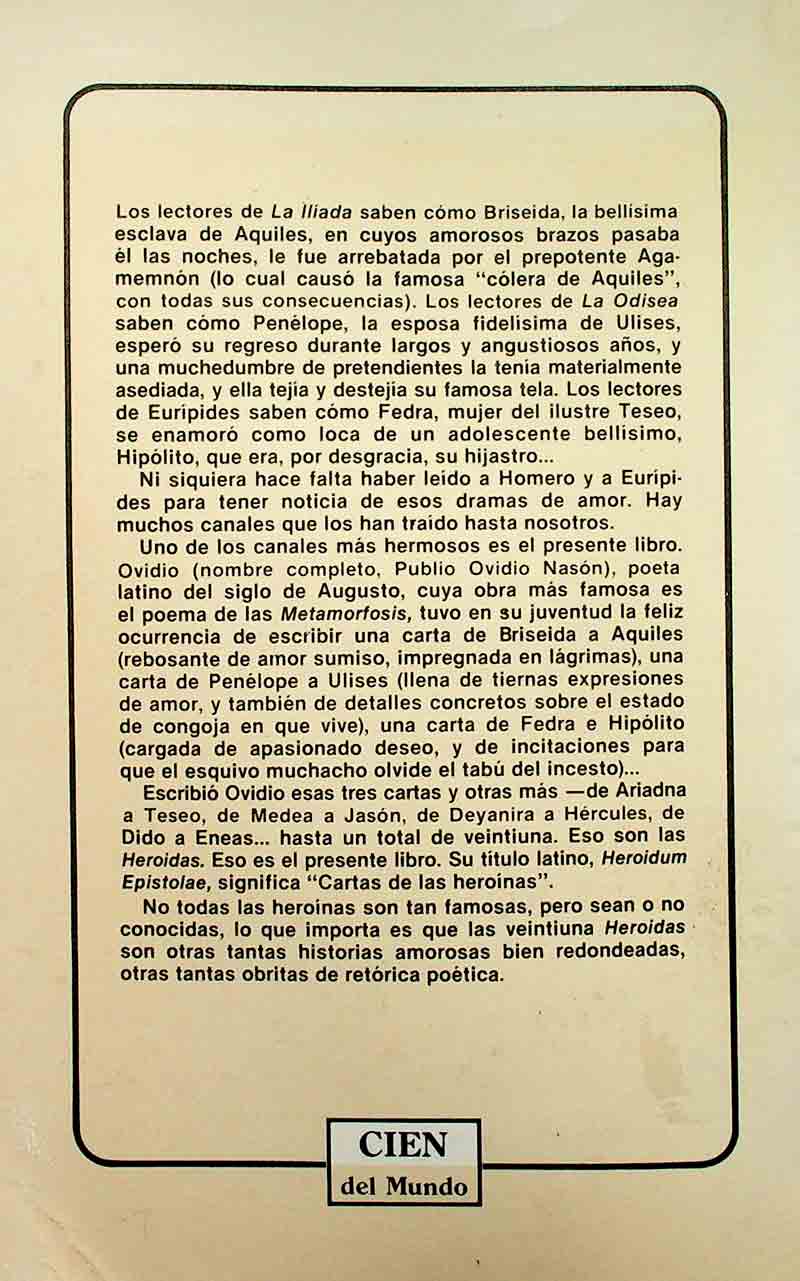 Los lectores de La Iliada saben cómo Briseida, la bellísima
esclava de Aquiles, en cuyos amorosos brazos pasaba
él las noches, le fue arrebatada por el prepotente Aga-
memnón (lo cual causó la famosa “cólera de Aquiles”,
con todas sus consecuencias). Los lectores de La Odisea
saben cómo Penélope, la esposa fidelísima de Ulises,
esperó su regreso durante largos y angustiosos años, y
una muchedumbre de pretendientes la tenía materialmente
asediada, y ella tejía y destejía su famosa tela. Los lectores
de Eurípides saben cómo Fedra, mujer del ilustre Teseo,
se enamoró como loca de un adolescente bellísimo,
Hipólito, que era, por desgracia, su hijastro...
Ni siquiera hace falta haber leído a Homero y a Eurípi-
des para tener noticia de esos dramas de amor. Hay
muchos canales que los han traído hasta nosotros.
Uno de los canales más hermosos es el presente libro.
Ovidio (nombre completo, Publio Ovidio Nasón), poeta
latino del siglo de Augusto, cuya obra más famosa es
el poema de las Metamorfosis, tuvo en su juventud la feliz
ocurrencia de escribir una carta de Briseida a Aquiles
(rebosante de amor sumiso, impregnada en lágrimas), una
carta de Penélope a Ulises (llena de tiernas expresiones
de amor, y también de detalles concretos sobre el estado
de congoja en que vive), una carta de Fedra e Hipólito
(cargada de apasionado deseo, y de incitaciones para
que el esquivo muchacho olvide el tabú del incesto)...
Escribió Ovidio esas tres cartas y otras más —de Ariadna
a Teseo, de Medea a Jasón, de Deyanira a Hércules, de
Dido a Eneas... hasta un total de veintiuna. Eso son las
Heroidas. Eso es el presente libro. Su título latino, Heroidum
Epistolae, significa “Cartas de las heroínas”.
No todas las heroínas son tan famosas, pero sean o no
conocidas, lo que importa es que las veintiuna Heroidas
son otras tantas historias amorosas bien redondeadas,
otras tantas obritas de retórica poética.
CIEN
del Mundo